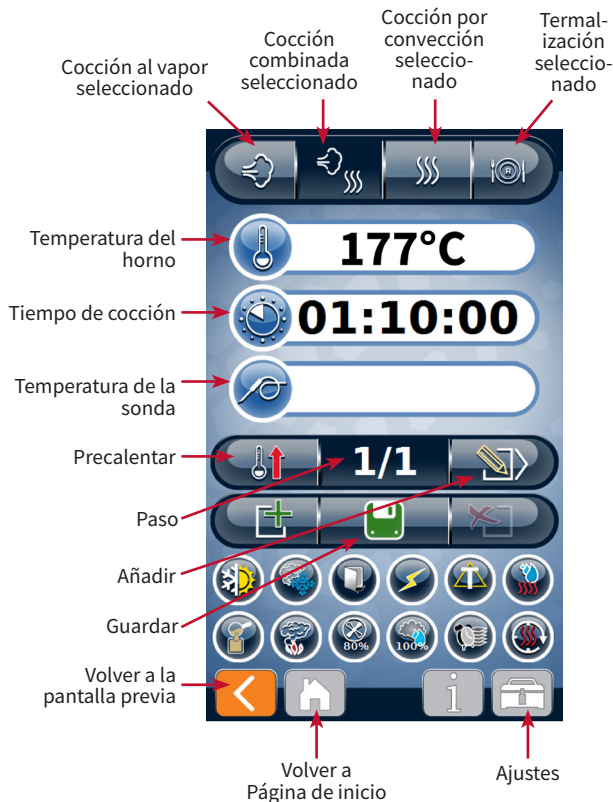 Cocción al vapor
seleccionado
Cocción
combinada
seleccionado
Cocción por
convección
seleccio-
nado
Termal-
ización
seleccio-
nado
R
Temperatura del
horno
177°C
Tiempo de cocción
01:10:00
Temperatura de la
sonda
Precalentar
1/1
Paso
Añadir
Guardar
T
80%
100%
Volver a la
pantalla previa
i
Volver a
Página de inicio
Ajustes